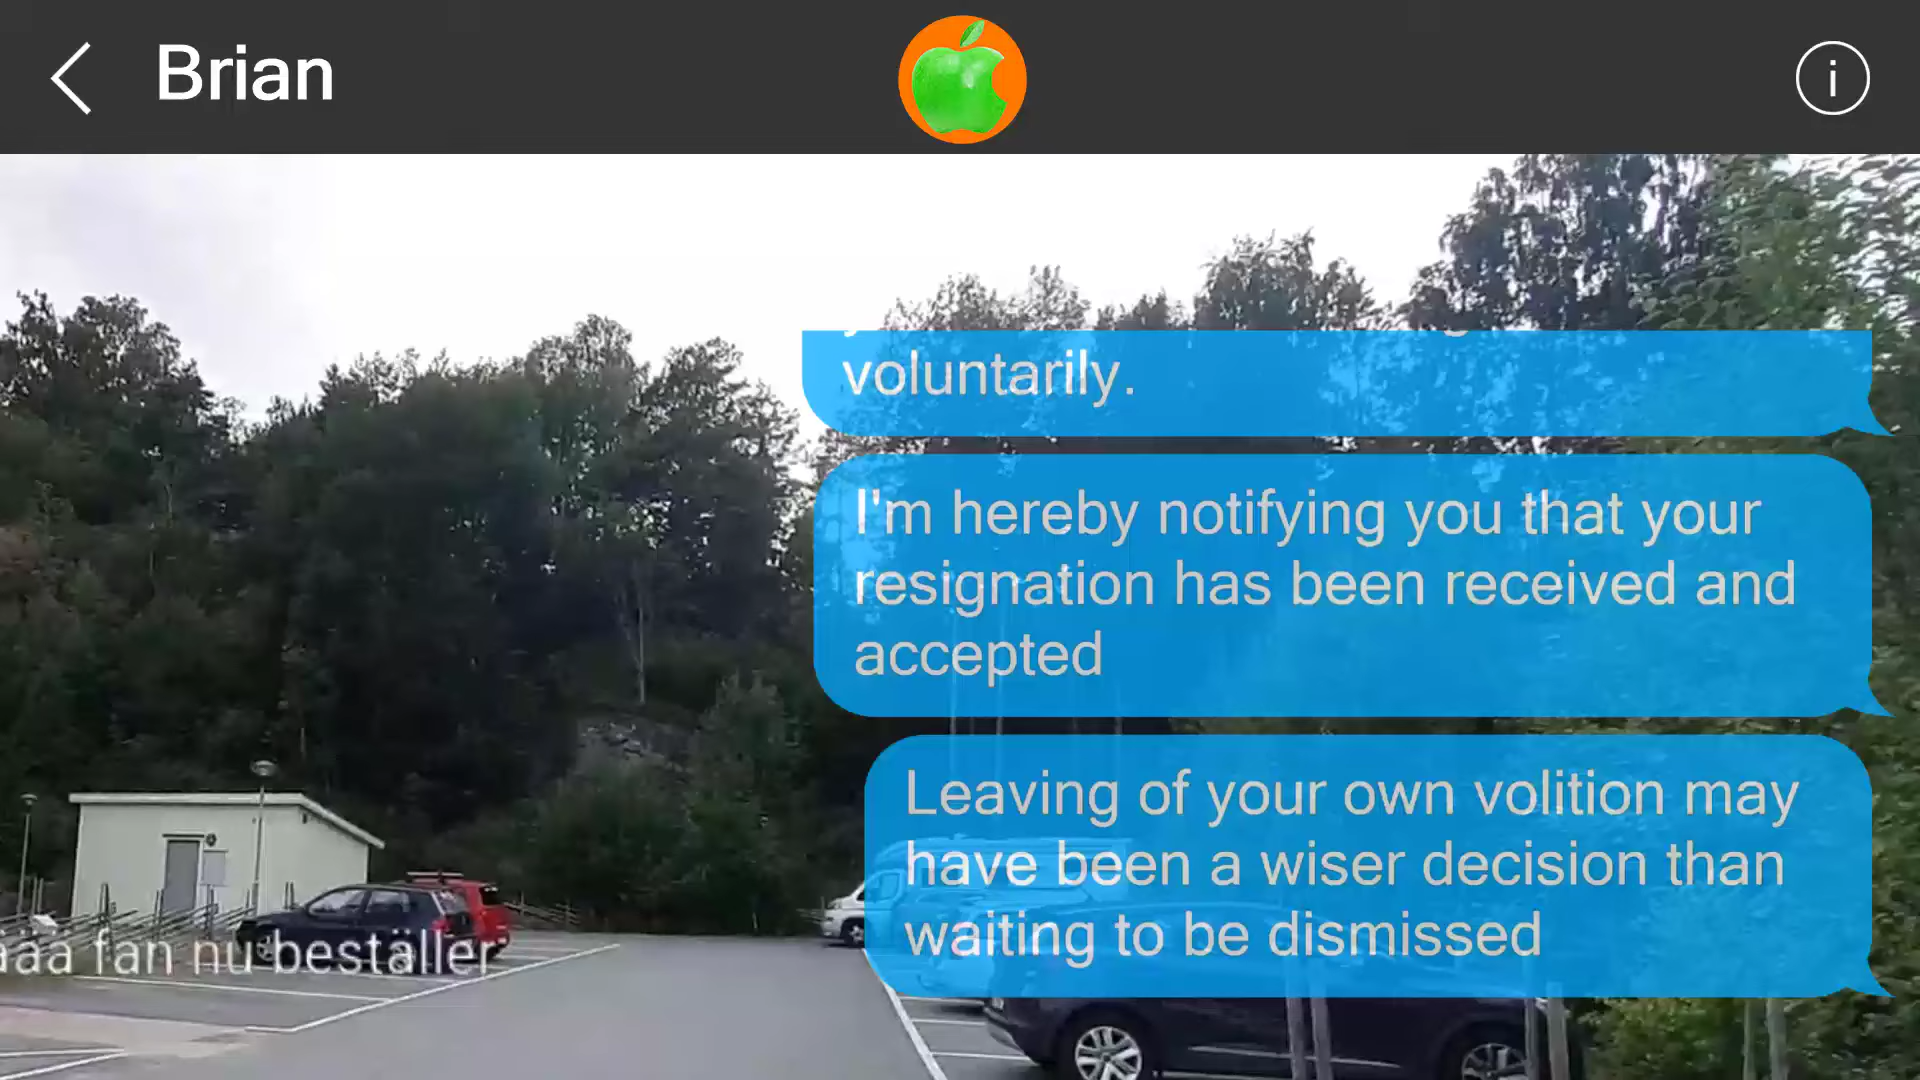 Brian
voluntarily.
I'm hereby notifying you that your
resignation has been received and
accepted
Leaving of your own volition may
have been a wiser decision than
waiting to be dismissed
fan nu beställer